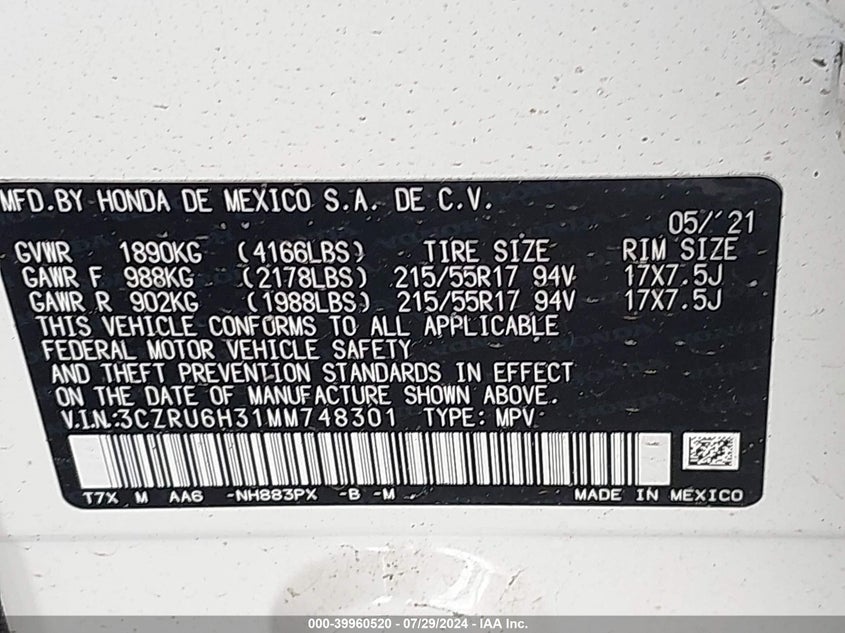 MFD.BY HONDA DE MEXICO S.A. DE C.V.
05/'21
GVWR 1890KG (4166LBS) TIRE SIZE RIM SIZE
GAWR F 988KG (2178LBS) 215/55R17 94V 17X7.5J
GAWR R 902KG (1988LBS) 215/55R17 94V 17X7.5J
THIS VEHICLE CONFORMS TO ALL APPLICABLE
FEDERAL MOTOR VEHICLE SAFETY
AND THEFT PREVENTION STANDARDS IN EFFECT
ON THE DATE OF MANUFACTURE SHOWN ABOVE.
V.I.N.:3CZRU6H31MM748301 TYPE: MPV
T7X M AA6 -NH883PX -B -M MADE IN MEXICO
000-39960520 - 07/29/2024 - IAA Inc.